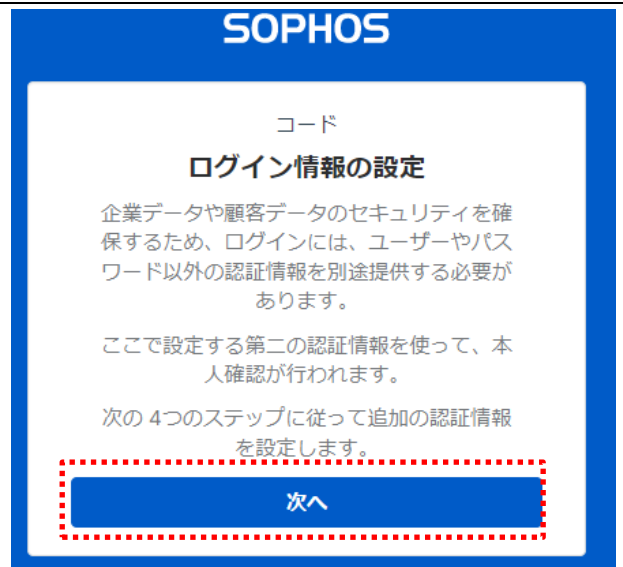 SOPHOS
コード
ログイン情報の設定
企業データや顧客データのセキュリティを確
保するため、ログインには、ユーザーやパス
ワード以外の認証情報を別途提供する必要が
あります。
ここで設定する第二の認証情報を使って、本
人確認が行われます。
次の 4つのステップに従って追加の認証情報
を設定します。
次へ